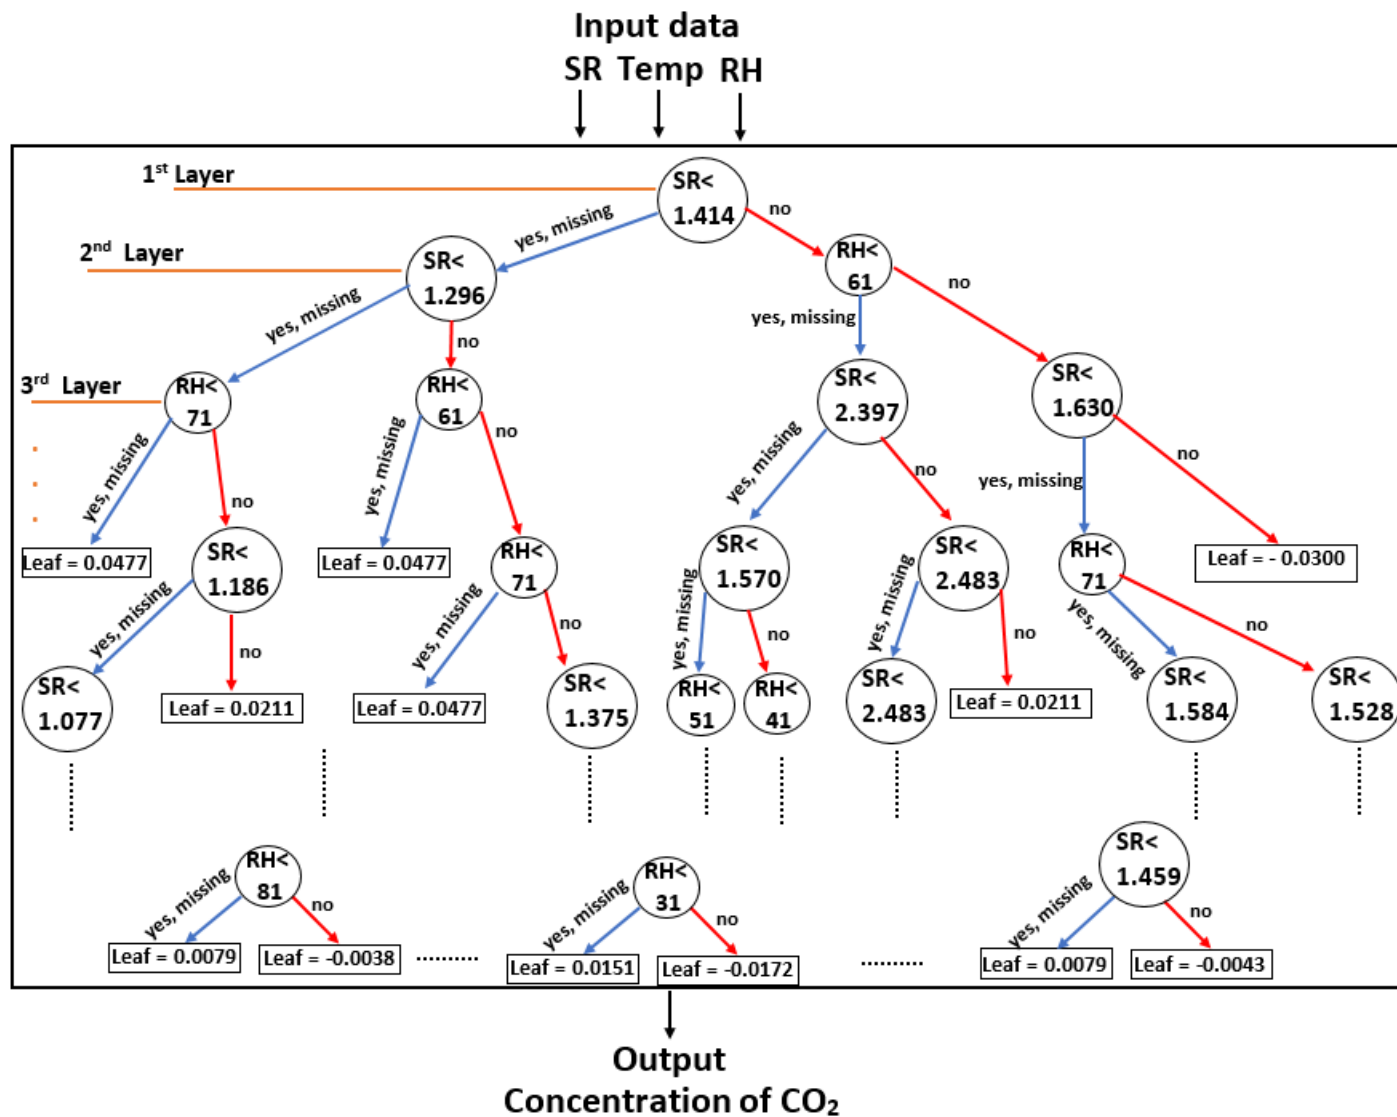 Input data
SR Temp RH
1st Layer
SR<
1.414
yes, missing
no
2nd Layer
SR<
1.296
RH<
61
yes, missing
no
yes, missing
no
3rd Layer
RH<
71
RH<
61
SR<
2.397
SR<
1.630
yes, missing
no
yes, missing
no
yes, missing
no
yes, missing
no
Leaf = 0.0477
SR<
1.186
Leaf = 0.0477
RH<
71
SR<
1.570
SR<
2.483
RH<
71
Leaf = - 0.0300
yes, missing
no
yes, missing
no
yes, missing
no
yes, missing
no
yes, missing
no
SR<
1.077
Leaf = 0.0211
Leaf = 0.0477
SR<
1.375
RH<
51
RH<
41
SR<
2.483
Leaf = 0.0211
SR<
1.584
SR<
1.528
RH<
81
RH<
31
SR<
1.459
yes, missing
no
yes, missing
no
yes, missing
no
Leaf = 0.0079
Leaf = -0.0038
Leaf = 0.0151
Leaf = -0.0172
Leaf = 0.0079
Leaf = -0.0043
Output
Concentration of CO₂